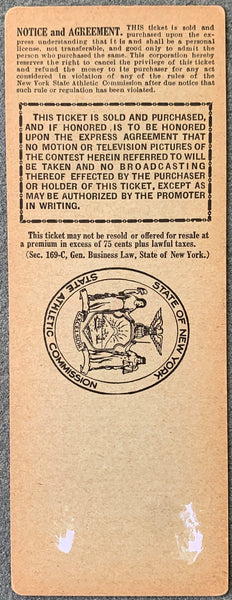 NOTICE and AGREEMENT. THIS ticket is sold and
purchased upon the ex-
press understanding that it is and shall be a personal
license, not transferable, and good only to admit the
person who purchased the same. This corporation hereby
reserves the right to cancel the privilege of this ticket
and refund the money to its purchaser for any act
considered in violation of any of the rules of the
New York State Athletic Commission after due notice that
such rule or regulation has been violated.
THIS TICKET IS SOLD AND PURCHASED,
AND IF HONORED IS TO BE HONORED
UPON THE EXPRESS AGREEMENT THAT
NO MOTION OR TELEVISION PICTURES OF
THE CONTEST HEREIN REFERRED TO WILL
BE TAKEN AND NO BROADCASTING
THEREOF EFFECTED BY THE PURCHASER
OR HOLDER OF THIS TICKET, EXCEPT AS
MAY BE AUTHORIZED BY THE PROMOTER
IN WRITING.
This ticket may not be resold or offered for resale at
a premium in excess of 75 cents plus lawful taxes.
(Sec. 169-C, Gen. Business Law, State of New York.)
STATE OF NEW YORK
STATE ATHLETIC COMMISSION